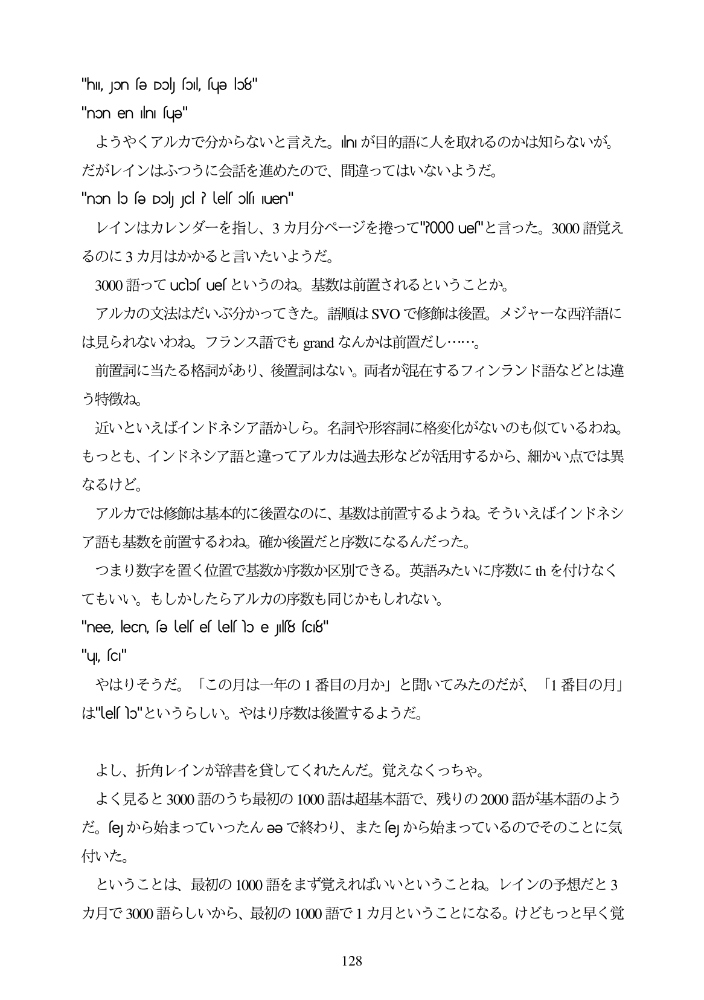 "hıı, ȷɔn ſə ᴅɔlȷ ſɔıl, ſɥə lɔ8"
"nɔn en ılnı ſɥə"
ようやくアルカで分からないと言えた。ılnı が目的語に人を取れるのかは知らないが。
だがレインはふつうに会話を進めたので、間違ってはいないようだ。
"nɔn lɔ ſə ᴅɔlȷ ȷcl ? ɩelſ ɔlſı ıuen"
レインはカレンダーを指し、3 カ月分ページを捲って"?000 ueſ"と言った。3000 語覚え
るのに 3 カ月はかかると言いたいようだ。
3000 語って uclɔſ ueſ というのね。基数は前置されるということか。
アルカの文法はだいぶ分かってきた。語順は SVO で修飾は後置。メジャーな西洋語に
は見られないわね。フランス語でも grand なんかは前置だし……。
前置詞に当たる格詞があり、後置詞はない。両者が混在するフィンランド語などとは違
う特徴ね。
近いといえばインドネシア語かしら。名詞や形容詞に格変化がないのも似ているわね。
もっとも、インドネシア語と違ってアルカは過去形などが活用するから、細かい点では異
なるけど。
アルカでは修飾は基本的に後置なのに、基数は前置するようね。そういえばインドネシ
ア語も基数を前置するわね。確か後置だと序数になるんだった。
つまり数字を置く位置で基数か序数か区別できる。英語みたいに序数に th を付けなく
てもいい。もしかしたらアルカの序数も同じかもしれない。
"nee, lecn, ſə ɩelſ eſ ɩelſ ʅɔ e ȷılſ8 ſcı8"
"ɥı, ſcı"
やはりそうだ。「この月は一年の 1 番目の月か」と聞いてみたのだが、「1 番目の月」
は"ɩelſ ʅɔ"というらしい。やはり序数は後置するようだ。
よし、折角レインが辞書を貸してくれたんだ。覚えなくっちゃ。
よく見ると 3000 語のうち最初の 1000 語は超基本語で、残りの 2000 語が基本語のよう
だ。ſeȷ から始まっていったん əə で終わり、また ſeȷ から始まっているのでそのことに気
付いた。
ということは、最初の 1000 語をまず覚えればいいということね。レインの予想だと 3
カ月で 3000 語らしいから、最初の 1000 語で 1 カ月ということになる。けどもっと早く覚
128